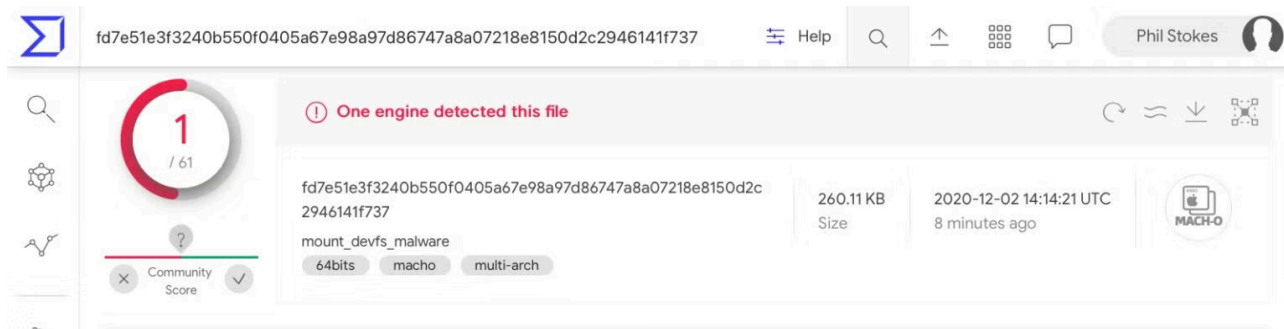 fd7e51e3f3240b550f0405a67e98a97d86747a8a07218e8150d2c2946141f737
Help
Phil Stokes
1
/ 61
One engine detected this file
fd7e51e3f3240b550f0405a67e98a97d86747a8a07218e8150d2c
2946141f737
mount_devfs_malware
64bits macho multi-arch
260.11 KB
Size
2020-12-02 14:14:21 UTC
8 minutes ago
MACH-O
?
Community
Score